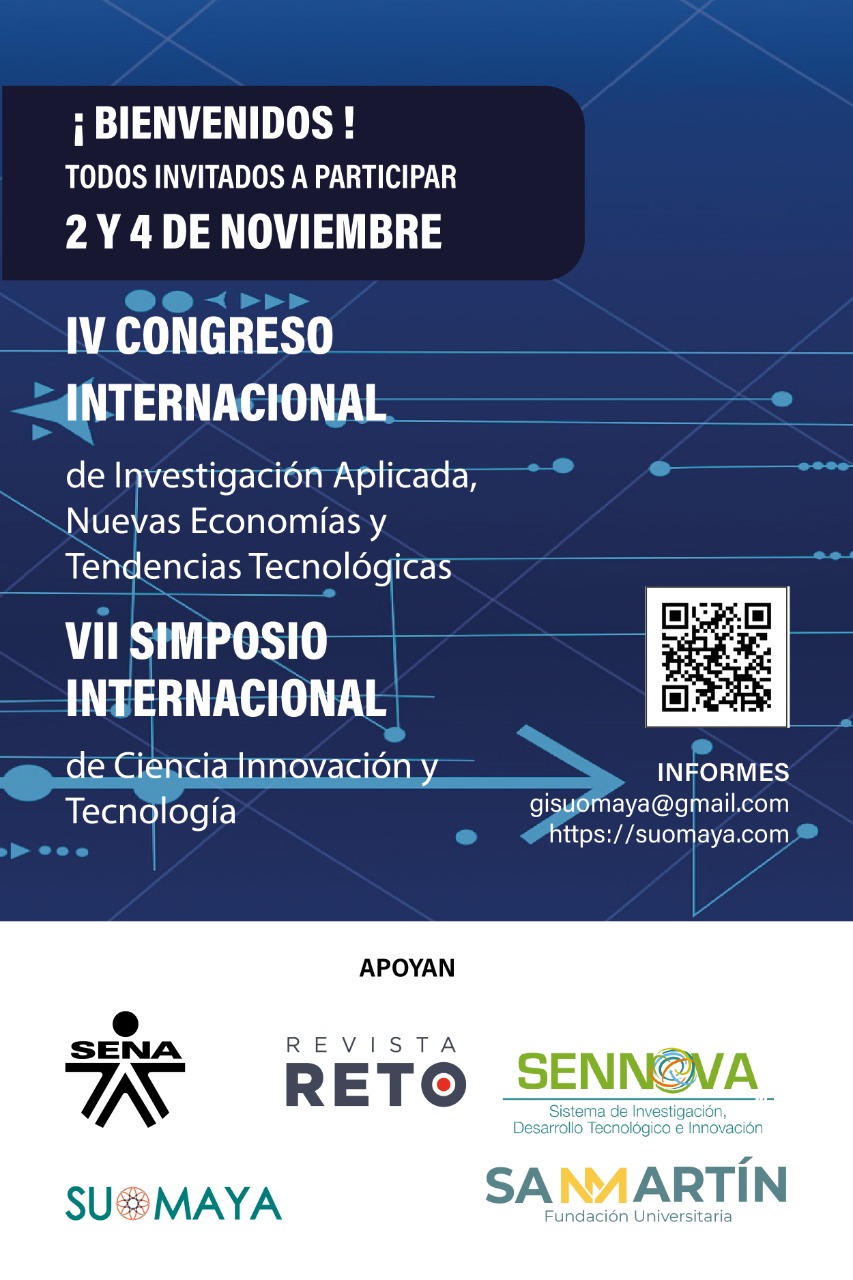 ¡ BIENVENIDOS !
TODOS INVITADOS A PARTICIPAR
2 Y 4 DE NOVIEMBRE
IV CONGRESO
INTERNACIONAL
de Investigación Aplicada,
Nuevas Economías y
Tendencias Tecnológicas
VII SIMPOSIO
INTERNACIONAL
de Ciencia Innovación y
Tecnología
INFORMES
gisuomaya@gmail.com
https://suomaya.com
APOYAN
SENA
REVISTA
RETO
SENNOVA
Sistema de Investigación,
Desarrollo Tecnológico e Innovación
SUOMAYA
SANMARTÍN
Fundación Universitaria